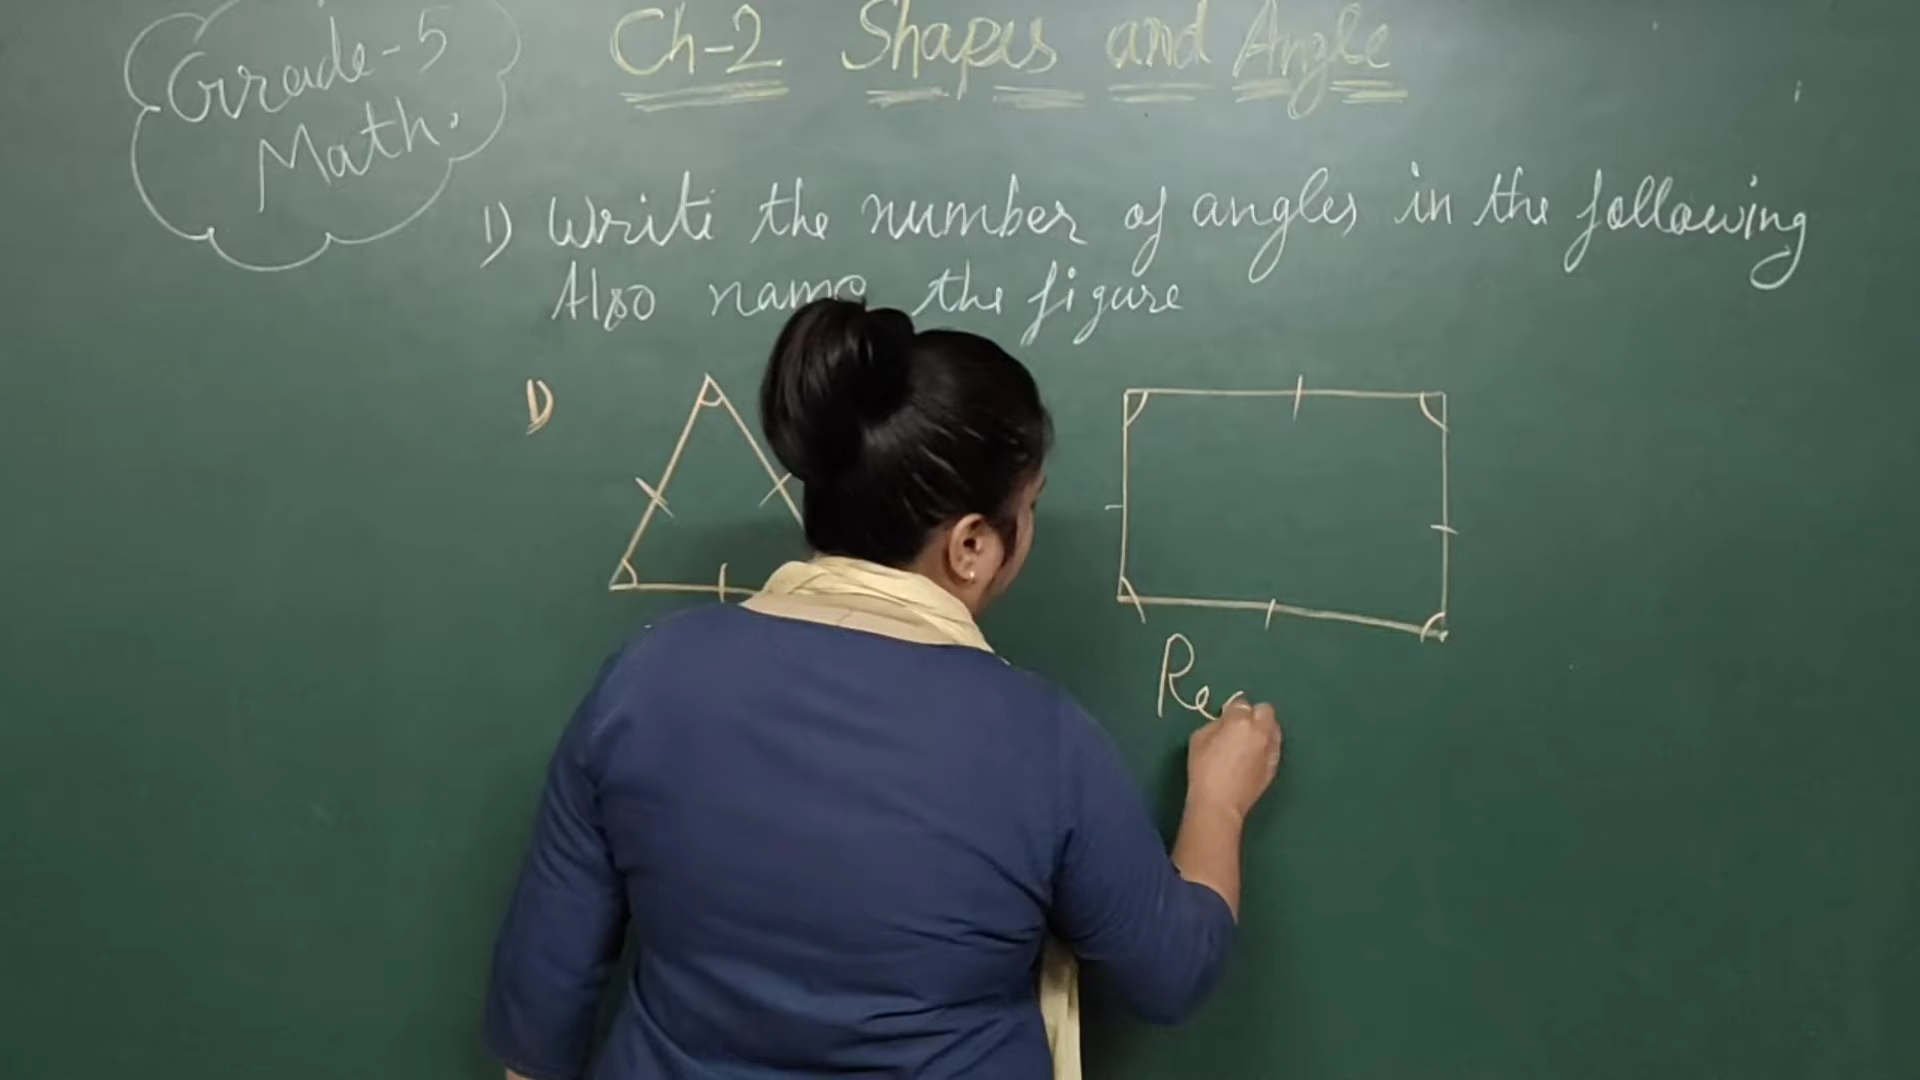 Grade-5
Math.
Ch-2 Shapes and Angle
1) Write the number of angles in the following
Also name the figure
1)
Rec